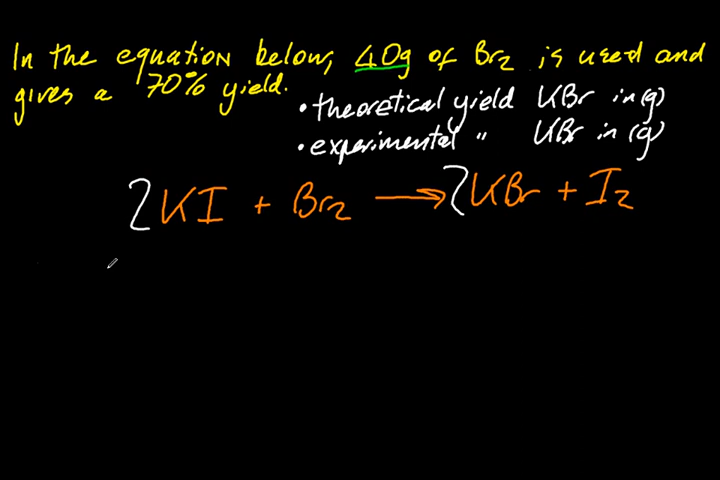 In the equation below, 40g of Br2 is used and
gives a 70% yield.
• theoretical yield KBr in (g)
• experimental " KBr in (g)
2KI + Br2 → 2KBr + I2